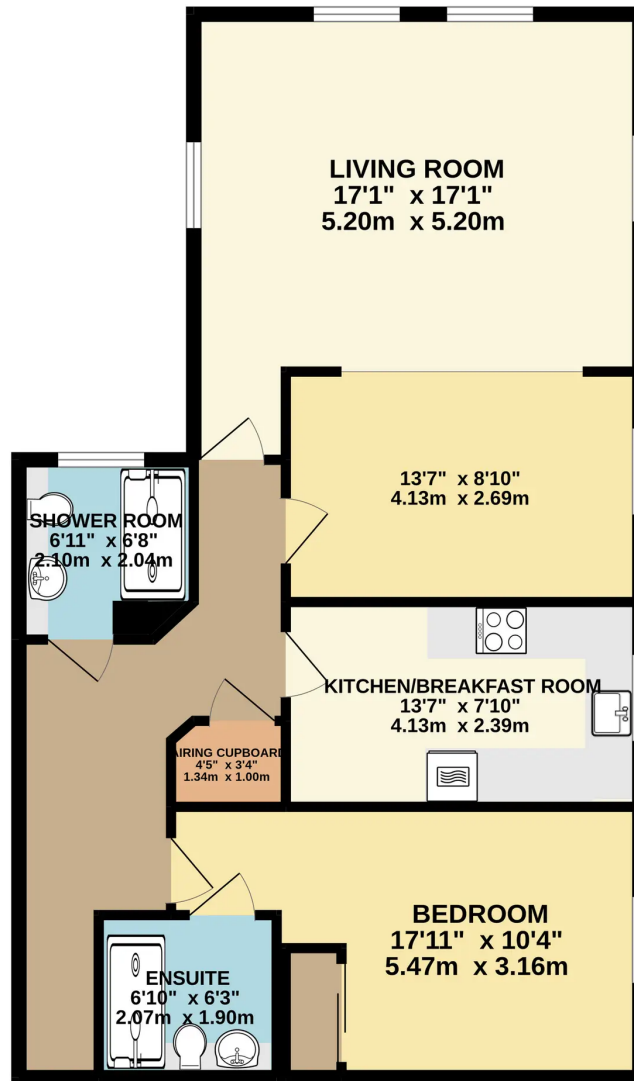 LIVING ROOM
17'1" x 17'1"
5.20m x 5.20m
13'7" x 8'10"
4.13m x 2.69m
SHOWER ROOM
6'11" x 6'8"
2.10m x 2.04m
KITCHEN/BREAKFAST ROOM
13'7" x 7'10"
4.13m x 2.39m
AIRING CUPBOARD
4'5" x 3'4"
1.34m x 1.00m
BEDROOM
17'11" x 10'4"
5.47m x 3.16m
ENSUITE
6'10" x 6'3"
2.07m x 1.90m